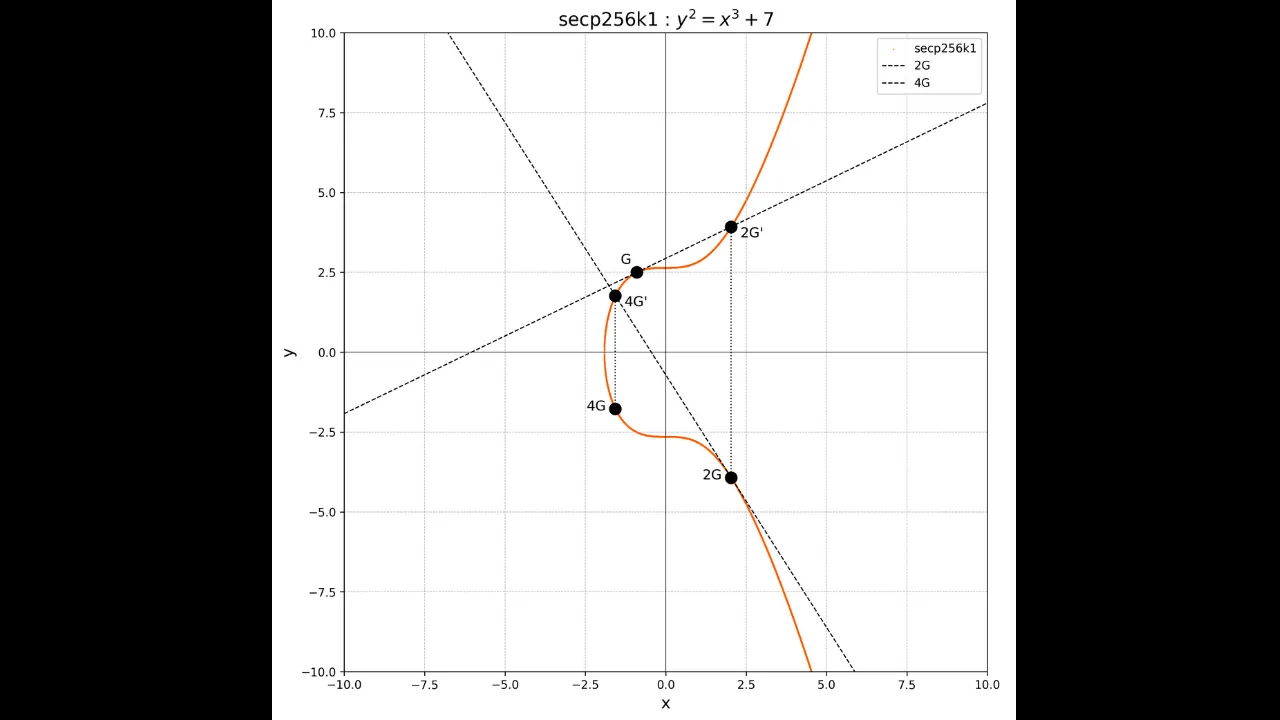 secp256k1 : y² = x³ + 7
secp256k1
2G
4G
10.0
7.5
5.0
2.5
0.0
−2.5
−5.0
−7.5
−10.0
y
G
2G'
4G'
4G
2G
−10.0 −7.5 −5.0 −2.5 0.0 2.5 5.0 7.5 10.0
x